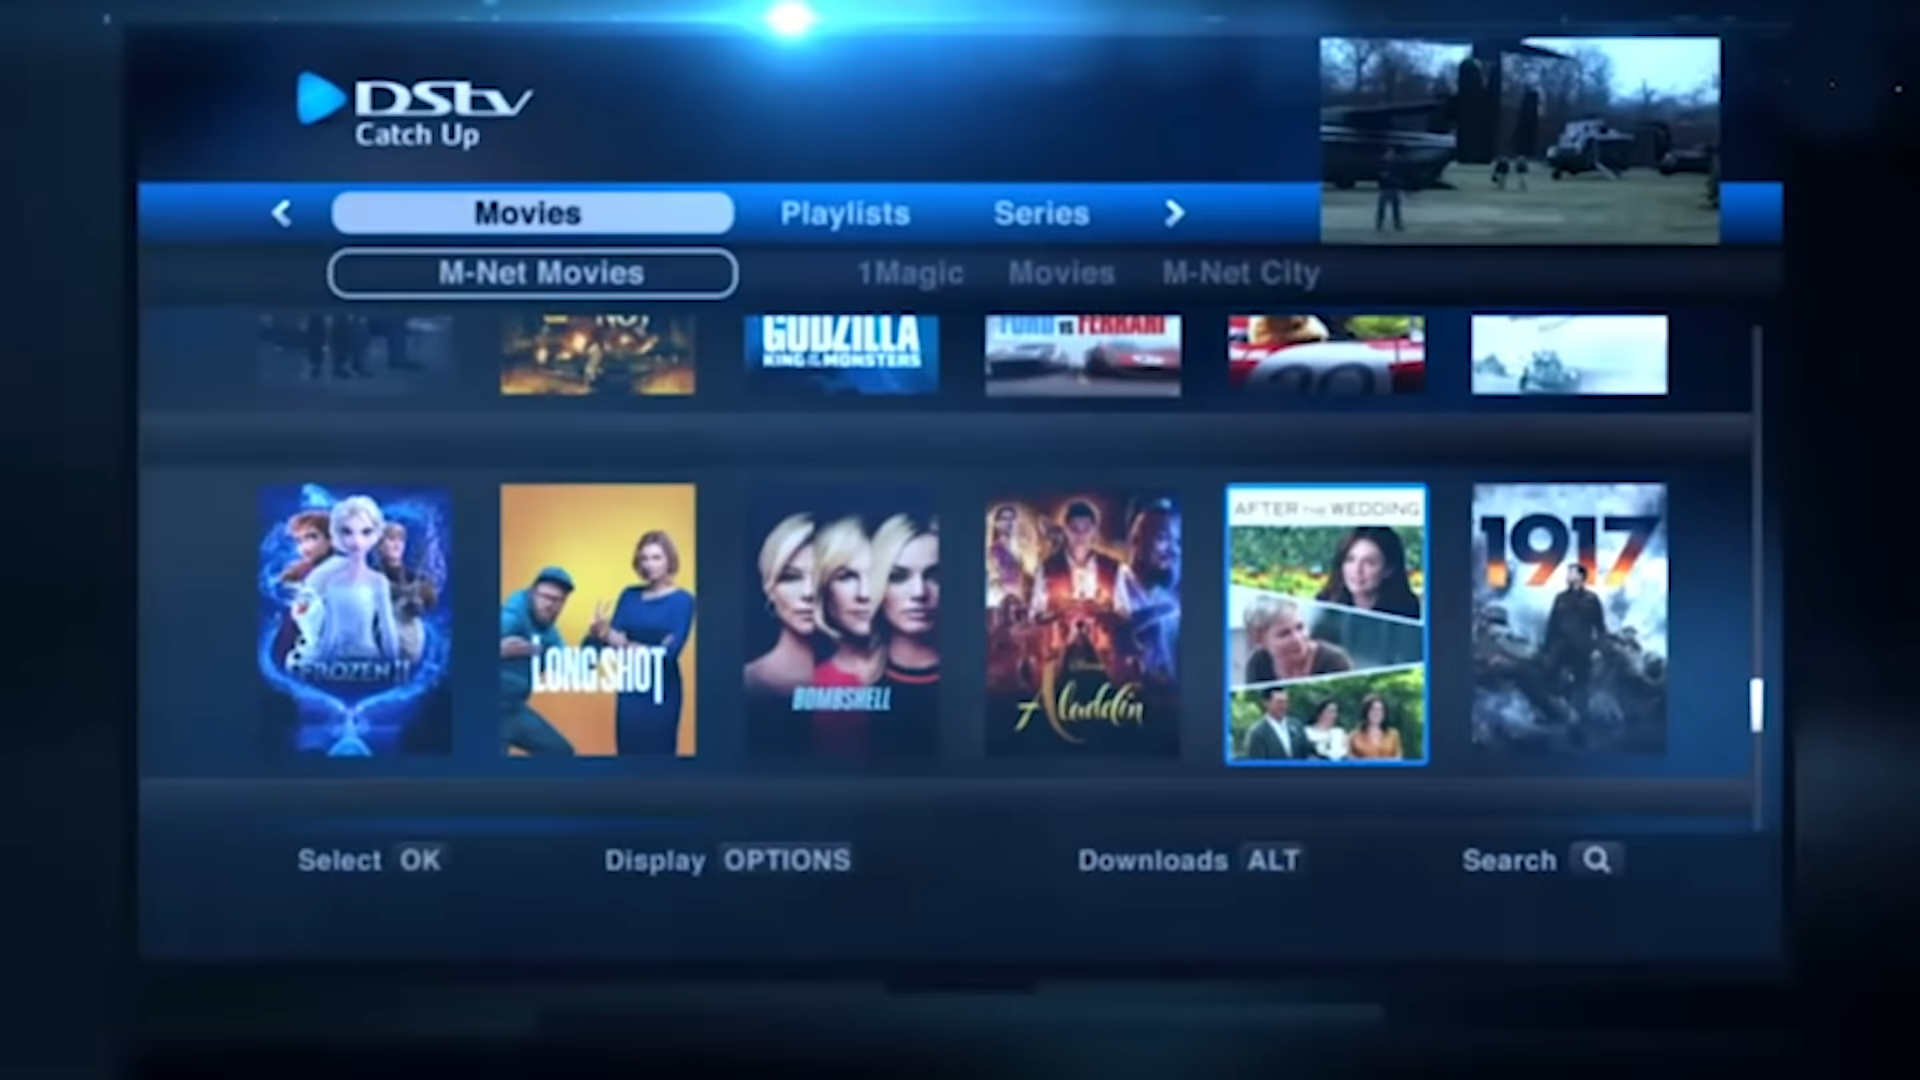 DStv
Catch Up
Movies Playlists Series
M-Net Movies 1Magic Movies M-Net City
NOT
GODZILLA
KING OF THE MONSTERS
FORD VS FERRARI
AFTER THE WEDDING
1917
FROZEN II
LONG SHOT
BOMBSHELL
Aladdin
Select OK Display OPTIONS Downloads ALT Search